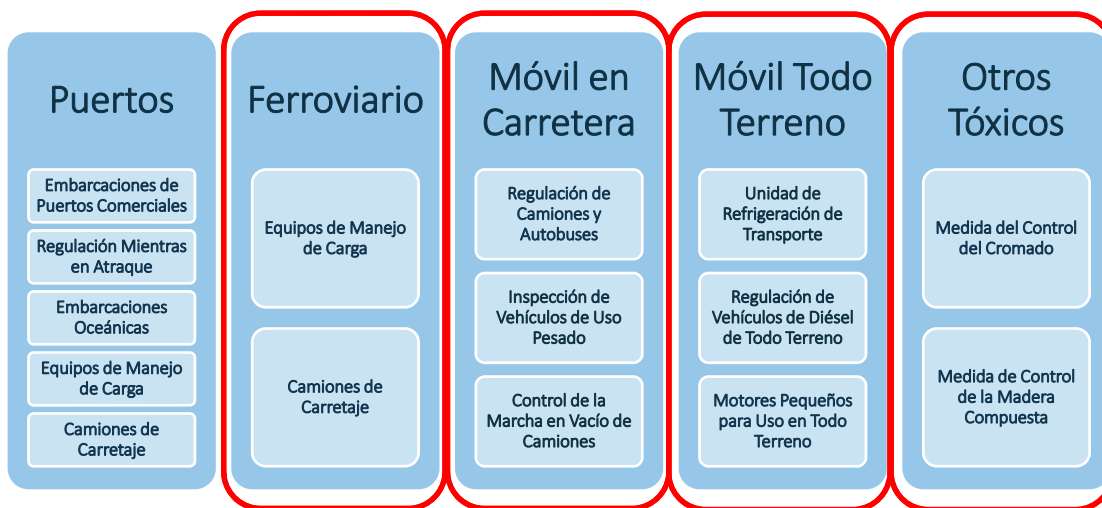 Puertos
Embarcaciones de
Puertos Comerciales
Regulación Mientras
en Atraque
Embarcaciones
Oceánicas
Equipos de Manejo
de Carga
Camiones de
Carretaje
Ferroviario
Equipos de Manejo
de Carga
Camiones de
Carretaje
Móvil en
Carretera
Regulación de
Camiones y
Autobuses
Inspección de
Vehículos de Uso
Pesado
Control de la
Marcha en Vacío de
Camiones
Móvil Todo
Terreno
Unidad de
Refrigeración de
Transporte
Regulación de
Vehículos de Diésel
de Todo Terreno
Motores Pequeños
para Uso en Todo
Terreno
Otros
Tóxicos
Medida del Control
del Cromado
Medida de Control
de la Madera
Compuesta